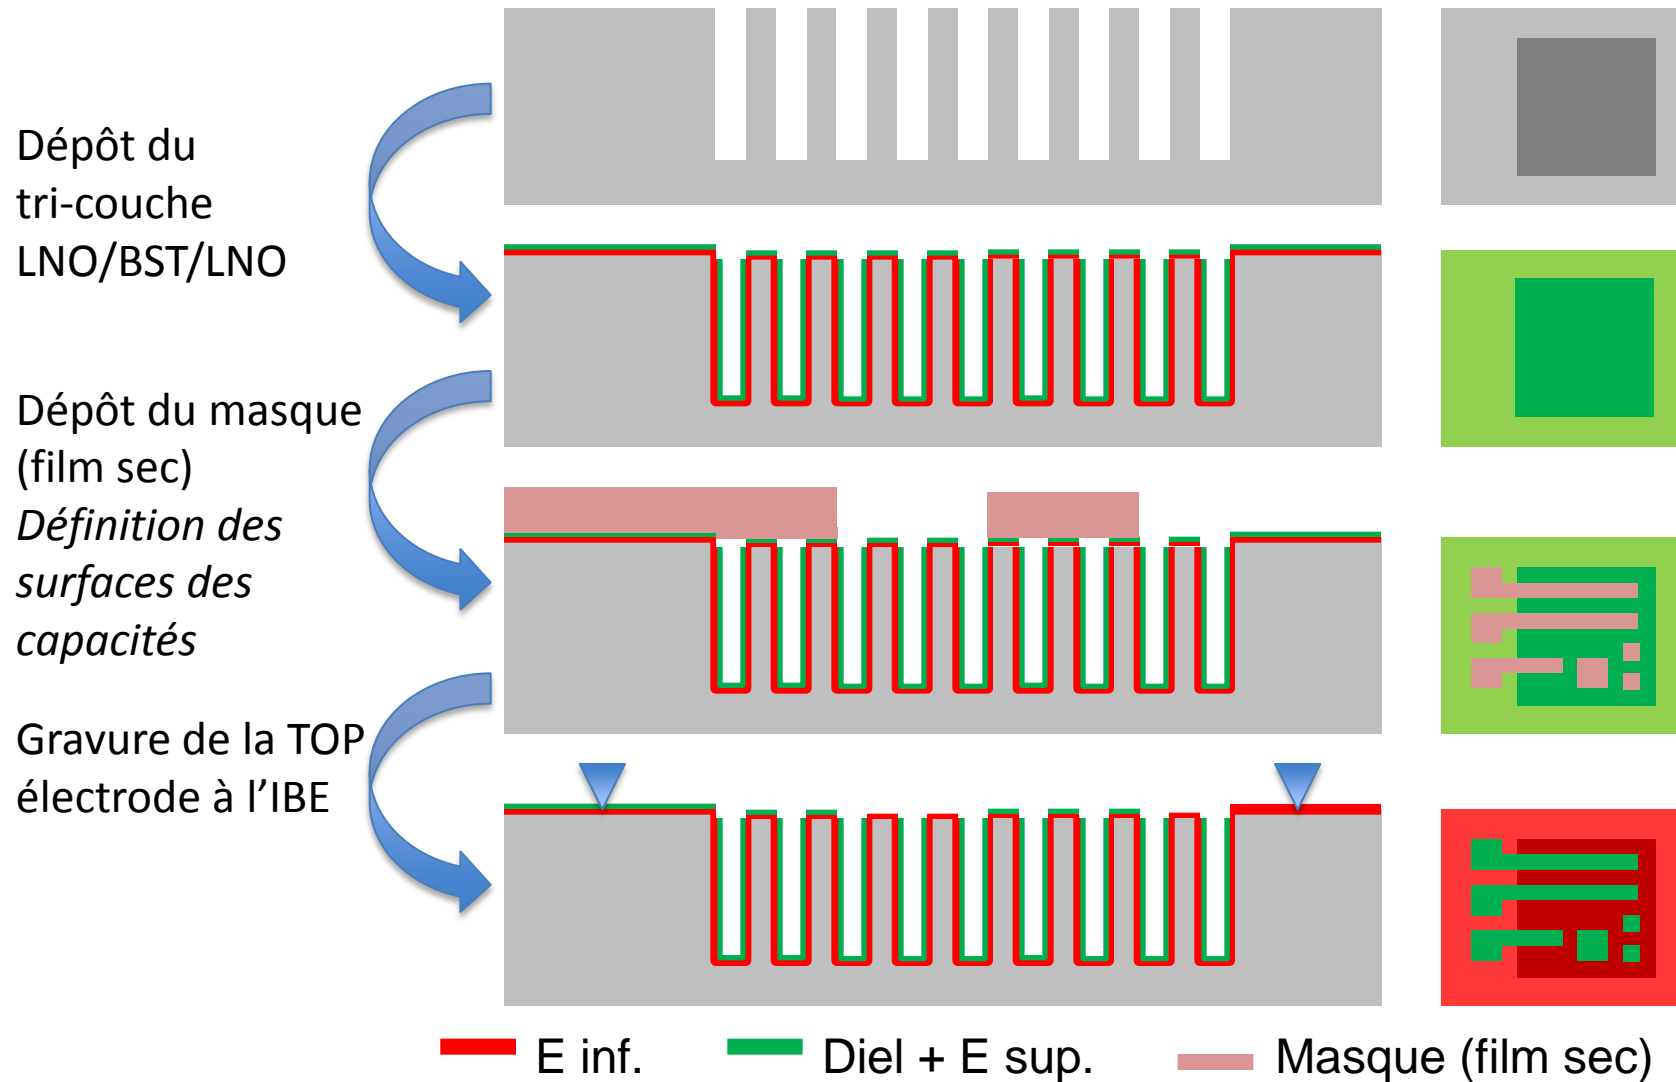 Dépôt du
tri-couche
LNO/BST/LNO
Dépôt du masque
(film sec)
Définition des
surfaces des
capacités
Gravure de la TOP
électrode à l’IBE
E inf.
Diel + E sup.
Masque (film sec)